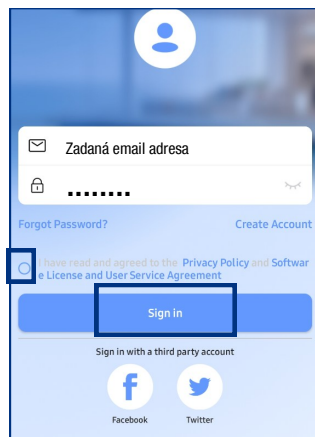 Zadaná email adresa
........
Forgot Password? Create Account
I have read and agreed to the Privacy Policy and Softwar
e License and User Service Agreement
Sign in
Sign in with a third party account
Facebook Twitter